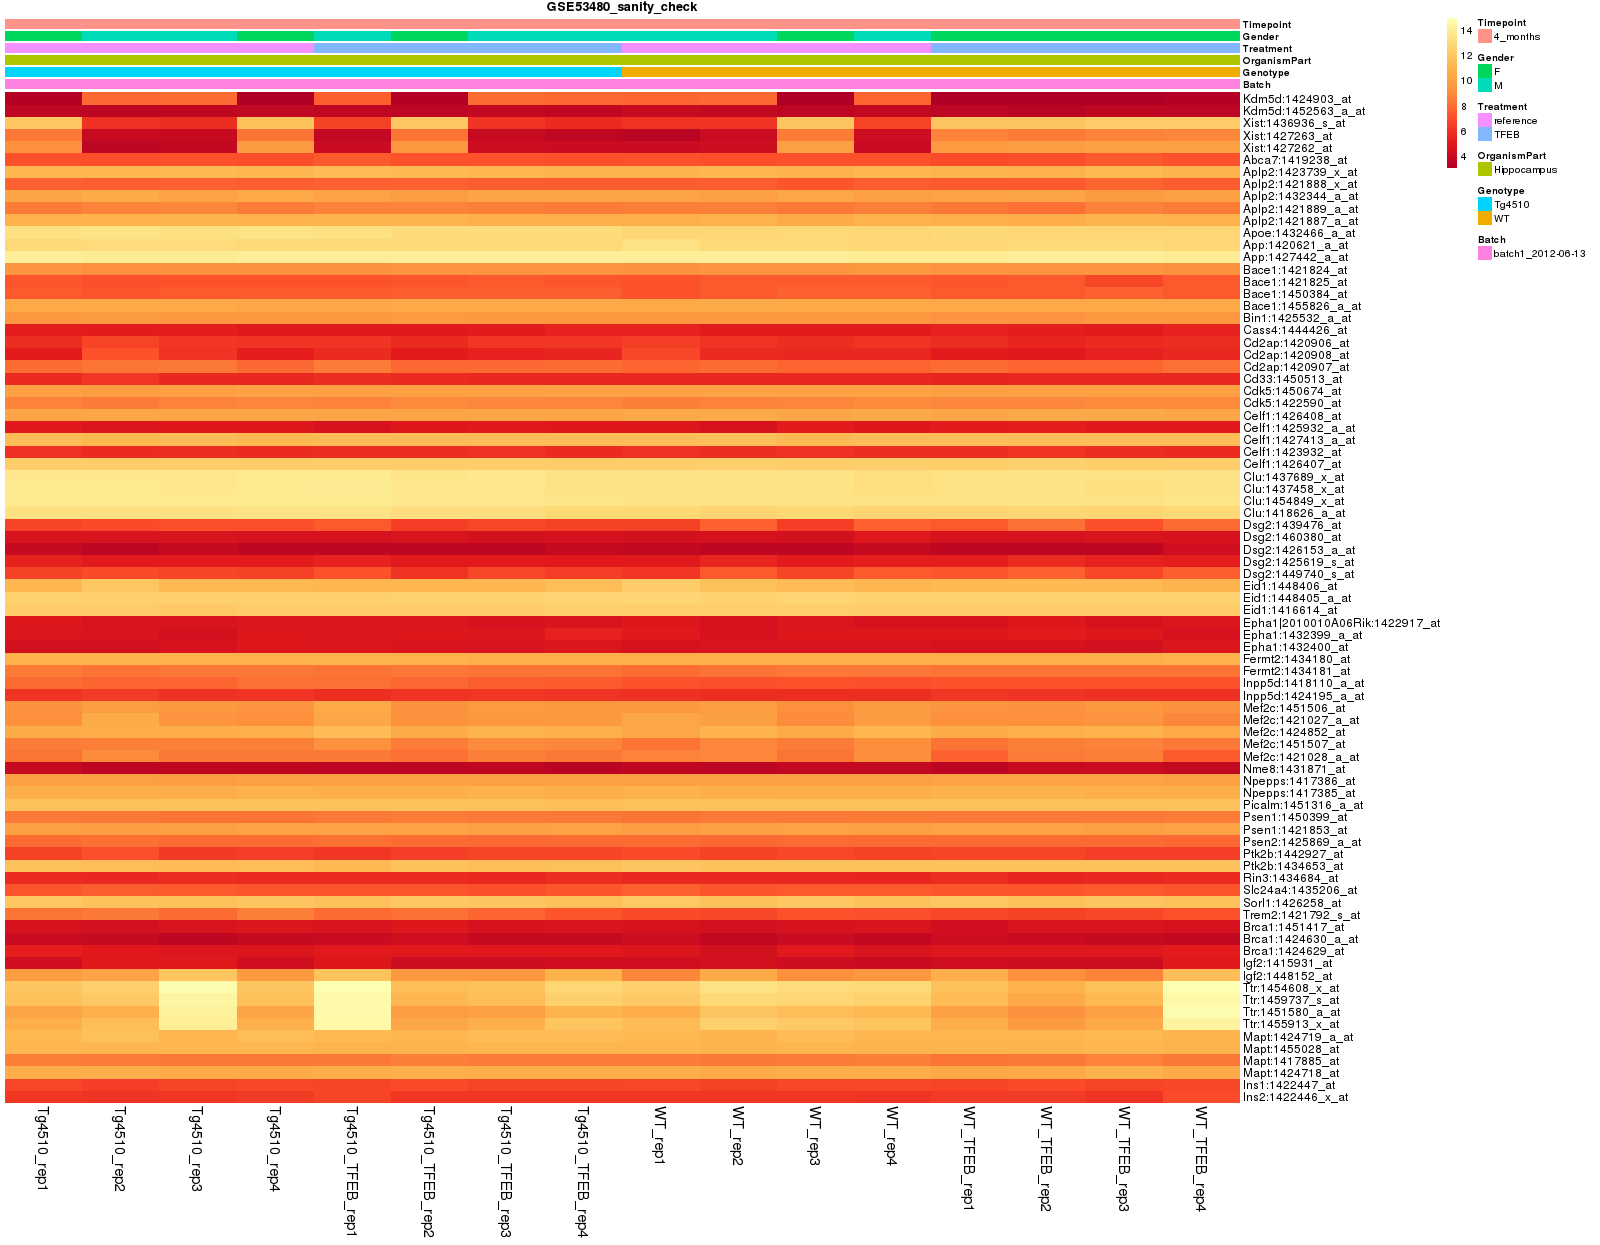 GSE53480_sanity_check
Timepoint
Gender
Treatment
OrganismPart
Genotype
Batch
Kdm5d:1424903_at
Kdm5d:1452563_a_at
Xist:1436936_s_at
Xist:1427263_at
Xist:1427262_at
Abca7:1419238_at
Aplp2:1423739_x_at
Aplp2:1421888_x_at
Aplp2:1432344_a_at
Aplp2:1421889_a_at
Aplp2:1421887_a_at
Apoe:1432466_a_at
App:1420621_a_at
App:1427442_a_at
Bace1:1421824_at
Bace1:1421825_at
Bace1:1450384_at
Bace1:1455826_a_at
Bin1:1425532_a_at
Cass4:1444426_at
Cd2ap:1420906_at
Cd2ap:1420908_at
Cd2ap:1420907_at
Cd33:1450513_at
Cdk5:1450674_at
Cdk5:1422590_at
Celf1:1426408_at
Celf1:1425932_a_at
Celf1:1427413_a_at
Celf1:1423932_at
Celf1:1426407_at
Clu:1437689_x_at
Clu:1437458_x_at
Clu:1454849_x_at
Clu:1418626_a_at
Dsg2:1439476_at
Dsg2:1460380_at
Dsg2:1426153_a_at
Dsg2:1425619_s_at
Dsg2:1449740_s_at
Eid1:1448406_at
Eid1:1448405_a_at
Eid1:1416614_at
Epha1|2010010A06Rik:1422917_at
Epha1:1432399_a_at
Epha1:1432400_at
Fermt2:1434180_at
Fermt2:1434181_at
Inpp5d:1418110_a_at
Inpp5d:1424195_a_at
Mef2c:1451506_at
Mef2c:1421027_a_at
Mef2c:1424852_at
Mef2c:1451507_at
Mef2c:1421028_a_at
Nme8:1431871_at
Npepps:1417386_at
Npepps:1417385_at
Picalm:1451316_a_at
Psen1:1450399_at
Psen1:1421853_at
Psen2:1425869_a_at
Ptk2b:1442927_at
Ptk2b:1434653_at
Rin3:1434684_at
Slc24a4:1435206_at
Sorl1:1426258_at
Trem2:1421792_s_at
Brca1:1451417_at
Brca1:1424630_a_at
Brca1:1424629_at
Igf2:1415931_at
Igf2:1448152_at
Ttr:1454608_x_at
Ttr:1459737_s_at
Ttr:1451580_a_at
Ttr:1455913_x_at
Mapt:1424719_a_at
Mapt:1455028_at
Mapt:1417885_at
Mapt:1424718_at
Ins1:1422447_at
Ins2:1422446_x_at
Tg4510_rep1
Tg4510_rep2
Tg4510_rep3
Tg4510_rep4
Tg4510_TFEB_rep1
Tg4510_TFEB_rep2
Tg4510_TFEB_rep3
Tg4510_TFEB_rep4
WT_rep1
WT_rep2
WT_rep3
WT_rep4
WT_TFEB_rep1
WT_TFEB_rep2
WT_TFEB_rep3
WT_TFEB_rep4
14
12
10
8
6
4
Timepoint
4_months
Gender
F
M
Treatment
reference
TFEB
OrganismPart
Hippocampus
Genotype
Tg4510
WT
Batch
batch1_2012-06-13